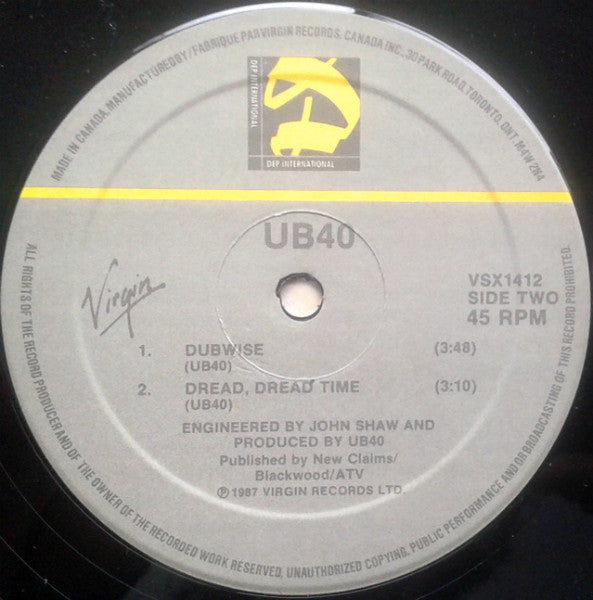 MADE IN CANADA. MANUFACTURED BY / FABRIQUE PAR VIRGIN RECORDS, CANADA INC., 30 PARK ROAD, TORONTO, ONT. M4W 2N4
DEP INTERNATIONAL
DEP INTERNATIONAL
UB40
Virgin
VSX1412
SIDE TWO
45 RPM
1. DUBWISE (3:48)
(UB40)
2. DREAD, DREAD TIME (3:10)
(UB40)
ENGINEERED BY JOHN SHAW AND
PRODUCED BY UB40
Published by New Claims/
Blackwood/ATV
℗ 1987 VIRGIN RECORDS LTD.
ALL RIGHTS OF THE RECORD PRODUCER AND OF THE OWNER OF THE RECORDED WORK RESERVED, UNAUTHORIZED COPYING, PUBLIC PERFORMANCE AND OR BROADCASTING OF THIS RECORD PROHIBITED.